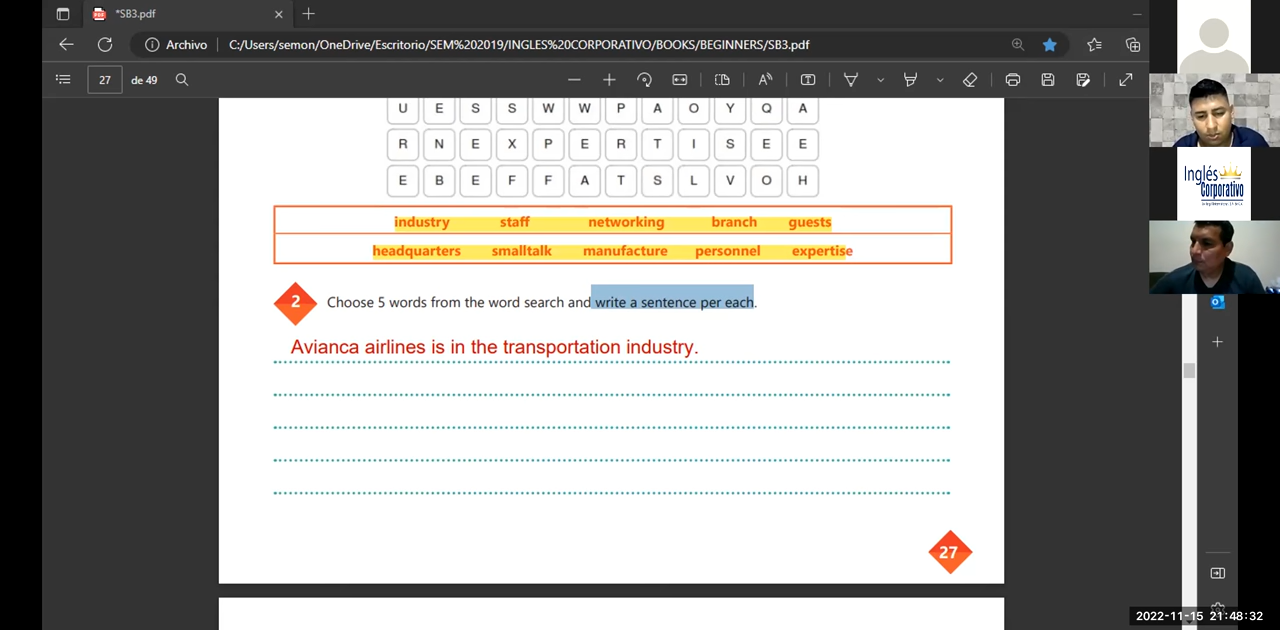 *SB3.pdf
Archivo
C:/Users/semon/OneDrive/Escritorio/SEM%202019/INGLES%20CORPORATIVO/BOOKS/BEGINNERS/SB3.pdf
27 de 49
U E S S W W P A O Y Q A
R N E X P E R T I S E E
E B E F F A T S L V O H
industry staff networking branch guests
headquarters smalltalk manufacture personnel expertise
2 Choose 5 words from the word search and write a sentence per each.
Avianca airlines is in the transportation industry.
27
Inglés
Corporativo
2022-11-15 21:48:32